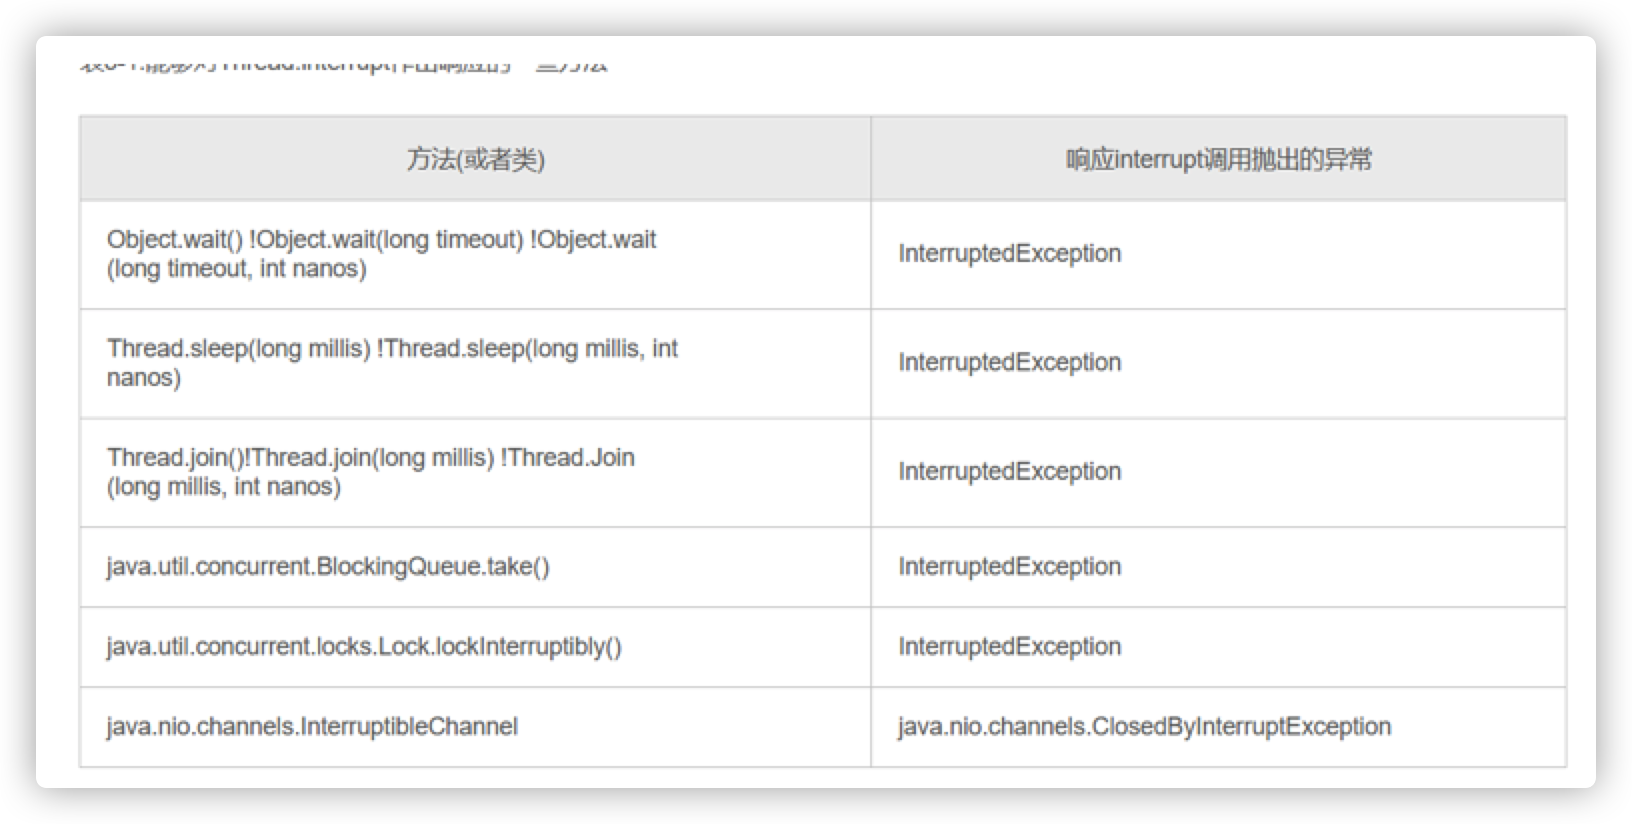 方法(或者类)
响应interrupt调用抛出的异常
Object.wait() !Object.wait(long timeout) !Object.wait
(long timeout, int nanos)
InterruptedException
Thread.sleep(long millis) !Thread.sleep(long millis, int
nanos)
InterruptedException
Thread.join()!Thread.join(long millis) !Thread.Join
(long millis, int nanos)
InterruptedException
java.util.concurrent.BlockingQueue.take()
InterruptedException
java.util.concurrent.locks.Lock.lockInterruptibly()
InterruptedException
java.nio.channels.InterruptibleChannel
java.nio.channels.ClosedByInterruptException